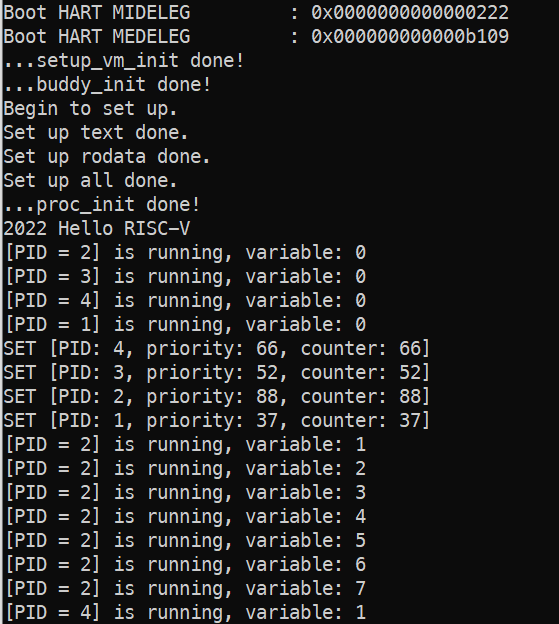 Boot HART MIDELEG         : 0x0000000000000222
Boot HART MEDELEG         : 0x000000000000b109
...setup_vm_init done!
...buddy_init done!
Begin to set up.
Set up text done.
Set up rodata done.
Set up all done.
...proc_init done!
2022 Hello RISC-V
[PID = 2] is running, variable: 0
[PID = 3] is running, variable: 0
[PID = 4] is running, variable: 0
[PID = 1] is running, variable: 0
SET [PID: 4, priority: 66, counter: 66]
SET [PID: 3, priority: 52, counter: 52]
SET [PID: 2, priority: 88, counter: 88]
SET [PID: 1, priority: 37, counter: 37]
[PID = 2] is running, variable: 1
[PID = 2] is running, variable: 2
[PID = 2] is running, variable: 3
[PID = 2] is running, variable: 4
[PID = 2] is running, variable: 5
[PID = 2] is running, variable: 6
[PID = 2] is running, variable: 7
[PID = 4] is running, variable: 1